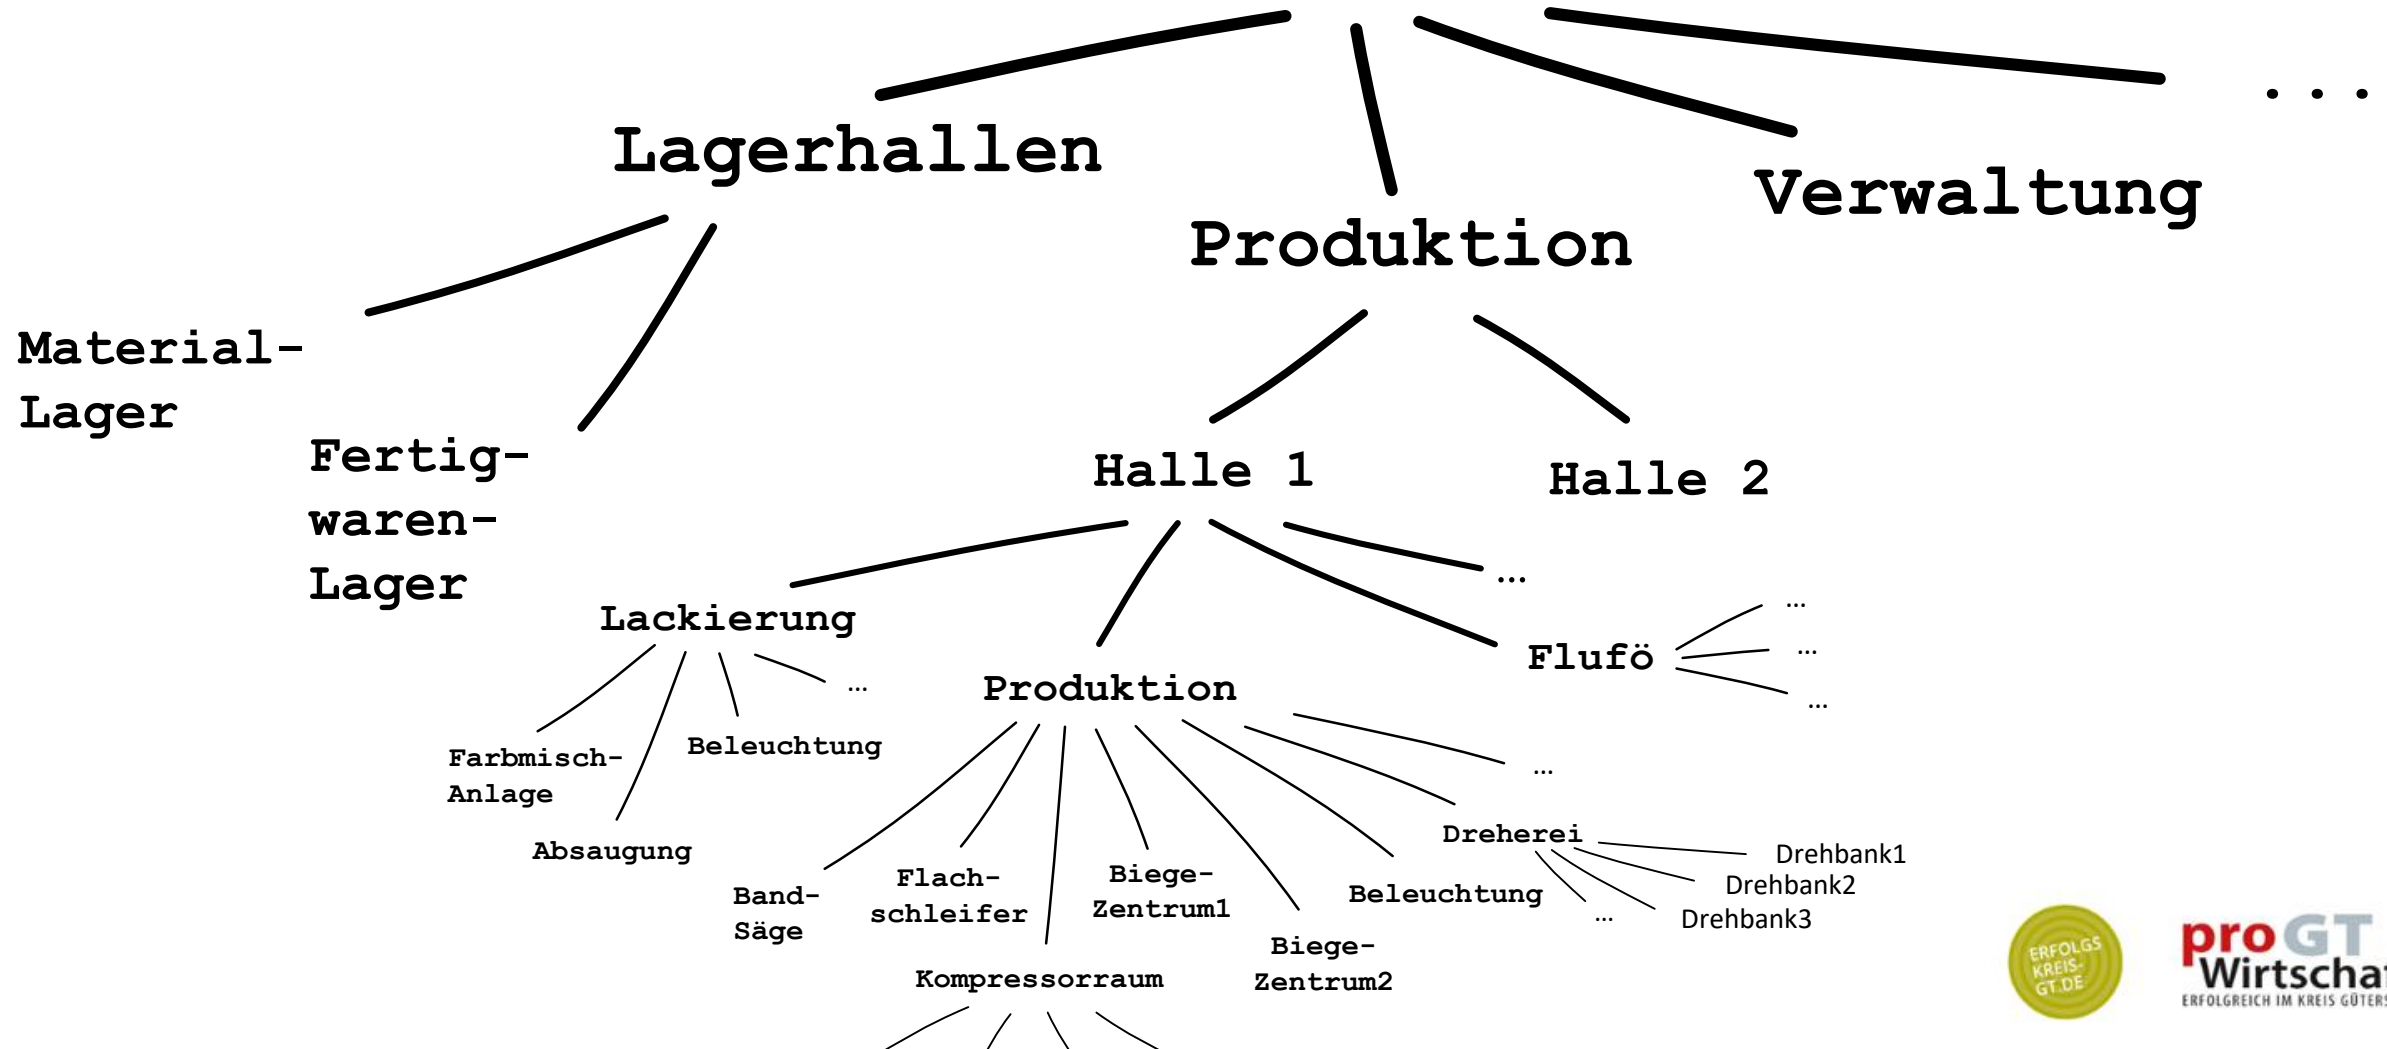 ...
Lagerhallen
Verwaltung
Produktion
Material-
Lager
Fertig-
waren-
Lager
Halle 1
Halle 2
...
Lackierung
...
Produktion
Flufö
...
...
...
Farbmisch-
Anlage
Absaugung
Beleuchtung
Band-
Säge
Flach-
schleifer
Kompressorraum
Biege-
Zentrum1
Biege-
Zentrum2
Beleuchtung
Dreherei
...
Drehbank1
Drehbank2
Drehbank3
...
ERFOLGS
KREIS-
GT.DE
pro GT
Wirtschaf
ERFOLGREICH IM KREIS GÜTERS